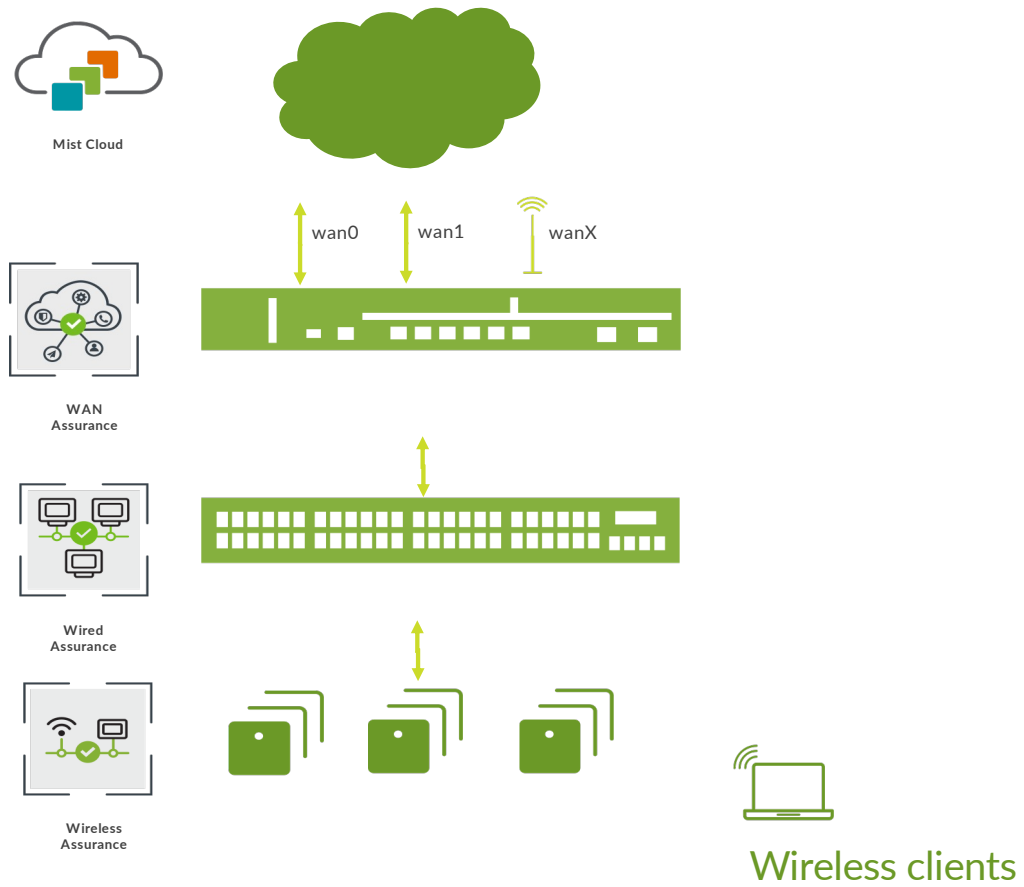 Mist Cloud
wan0
wan1
wanX
WAN
Assurance
Wired
Assurance
Wireless
Assurance
Wireless clients